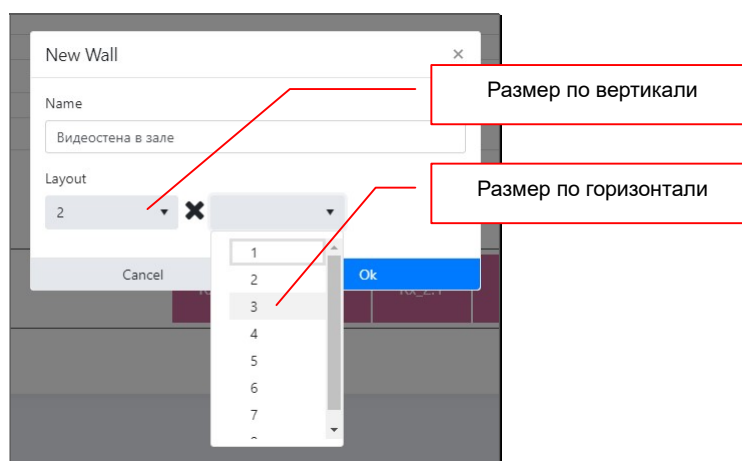 New Wall ×
Размер по вертикали
Name
Видеостена в зале
Layout
Размер по горизонтали
2
1
Cancel
Ok
2
3
4
5
6
7